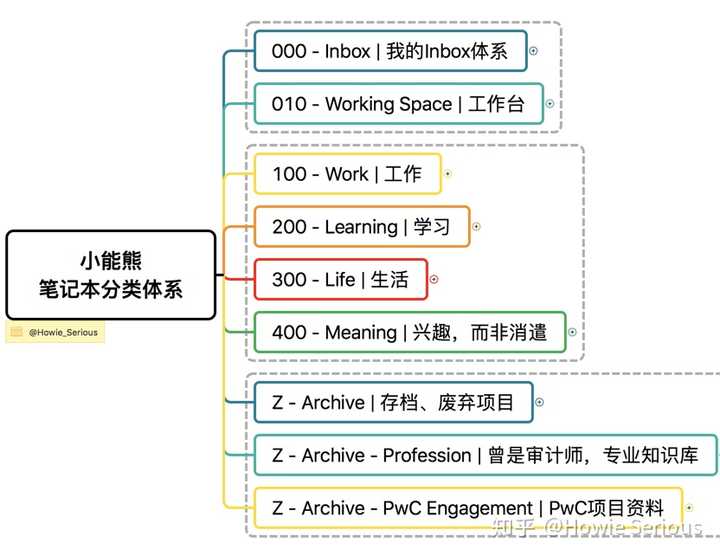 000 - Inbox | 我的Inbox体系
010 - Working Space | 工作台
100 - Work | 工作
200 - Learning | 学习
小能熊
笔记本分类体系
300 - Life | 生活
@Howie_Serious
400 - Meaning | 兴趣，而非消遣
Z - Archive | 存档、废弃项目
Z - Archive - Profession | 曾是审计师，专业知识库
Z - Archive - PwC Engagement | PwC项目资料
知乎 @Howie Serious